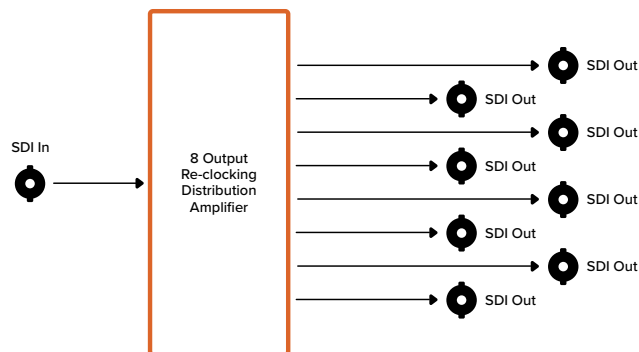 SDI In
8 Output
Re-clocking
Distribution
Amplifier
SDI Out
SDI Out
SDI Out
SDI Out
SDI Out
SDI Out
SDI Out
SDI Out